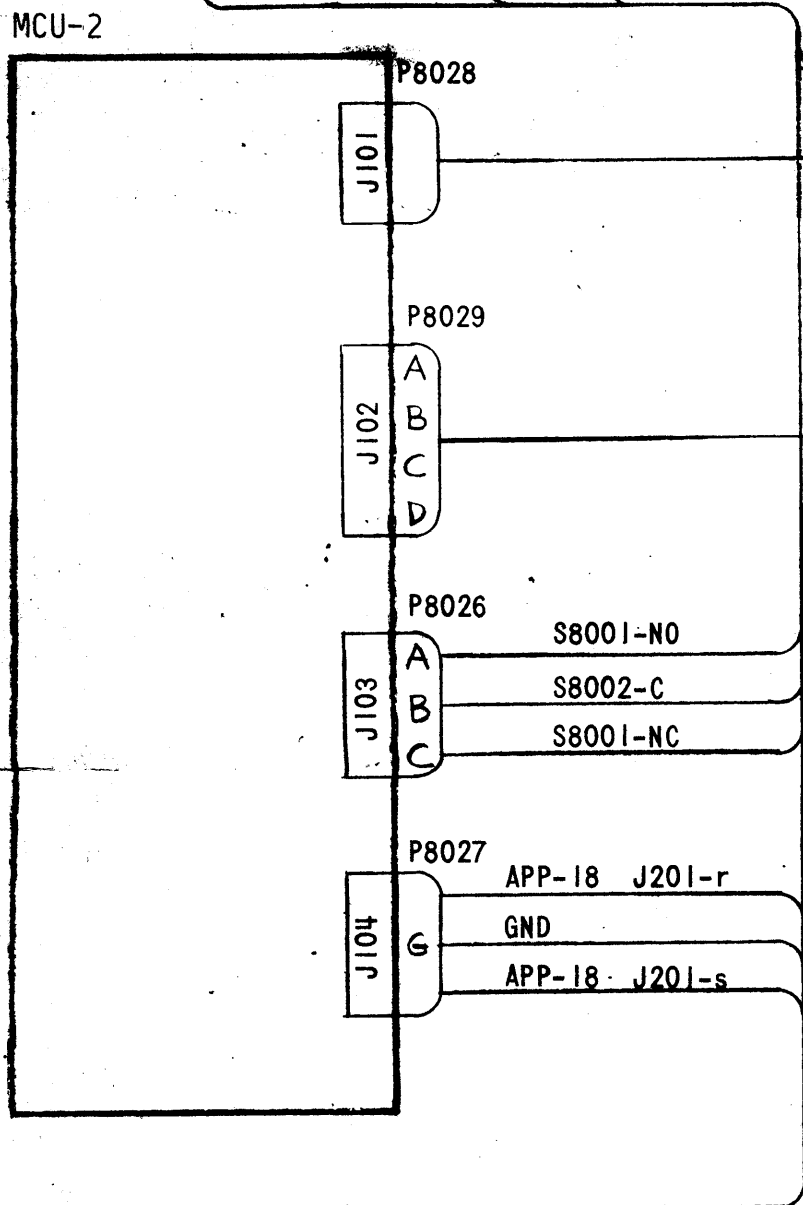 MCU-2
P8028
J101
P8029
A
J102
B
C
D
P8026
A
S8001-NO
J103
B
S8002-C
C
S8001-NC
P8027
APP-18 J201-r
J104
G
GND
APP-18 J201-s